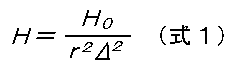 H = H₀ / r²Δ² (式1)